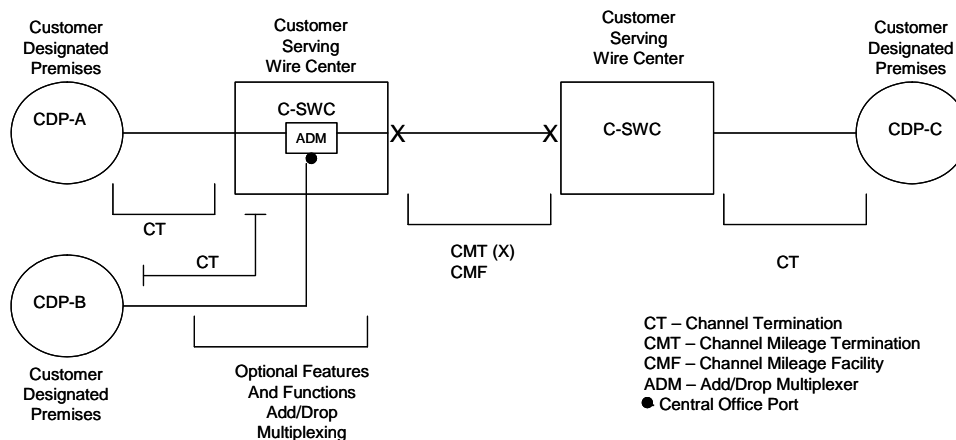 Customer
Designated
Premises
CDP-A
Customer
Serving
Wire Center
C-SWC
ADM
X
X
Customer
Serving
Wire Center
C-SWC
Customer
Designated
Premises
CDP-C
CT
CT
CMT (X)
CMF
CT
CDP-B
Customer
Designated
Premises
Optional Features
And Functions
Add/Drop
Multiplexing
CT – Channel Termination
CMT – Channel Mileage Termination
CMF – Channel Mileage Facility
ADM – Add/Drop Multiplexer
● Central Office Port